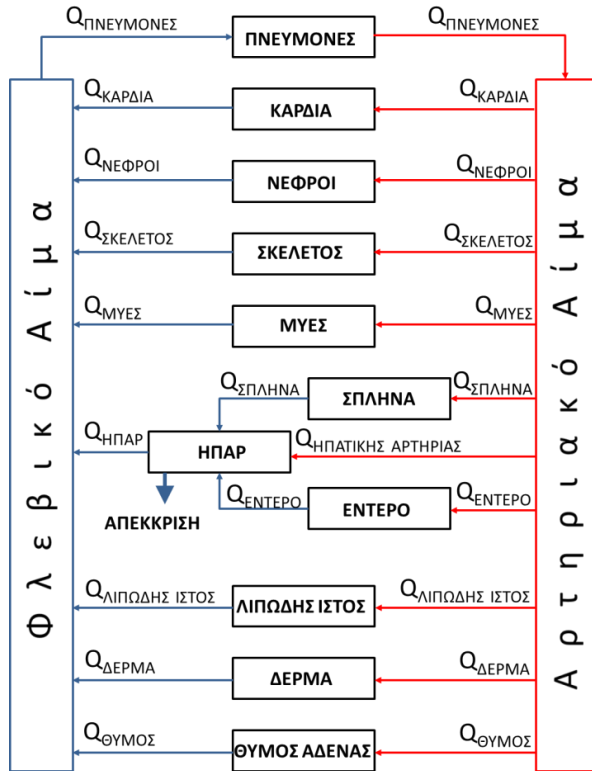 QΠΝΕΥΜΟΝΕΣ ΠΝΕΥΜΟΝΕΣ QΠΝΕΥΜΟΝΕΣ
QΚΑΡΔΙΑ ΚΑΡΔΙΑ QΚΑΡΔΙΑ
QΝΕΦΡΟΙ ΝΕΦΡΟΙ QΝΕΦΡΟΙ
QΣΚΕΛΕΤΟΣ ΣΚΕΛΕΤΟΣ QΣΚΕΛΕΤΟΣ
QΜΥΕΣ ΜΥΕΣ QΜΥΕΣ
QΣΠΛΗΝΑ ΣΠΛΗΝΑ QΣΠΛΗΝΑ
QΗΠΑΡ ΗΠΑΡ QΗΠΑΤΙΚΗΣ ΑΡΤΗΡΙΑΣ
ΑΠΕΚΚΡΙΣΗ QΕΝΤΕΡΟ ΕΝΤΕΡΟ QΕΝΤΕΡΟ
QΛΙΠΩΔΗΣ ΙΣΤΟΣ ΛΙΠΩΔΗΣ ΙΣΤΟΣ QΛΙΠΩΔΗΣ ΙΣΤΟΣ
QΔΕΡΜΑ ΔΕΡΜΑ QΔΕΡΜΑ
QΘΥΜΟΣ ΘΥΜΟΣ ΑΔΕΝΑΣ QΘΥΜΟΣ
Φλεβικό Αίμα
Αρτηριακό Αίμα